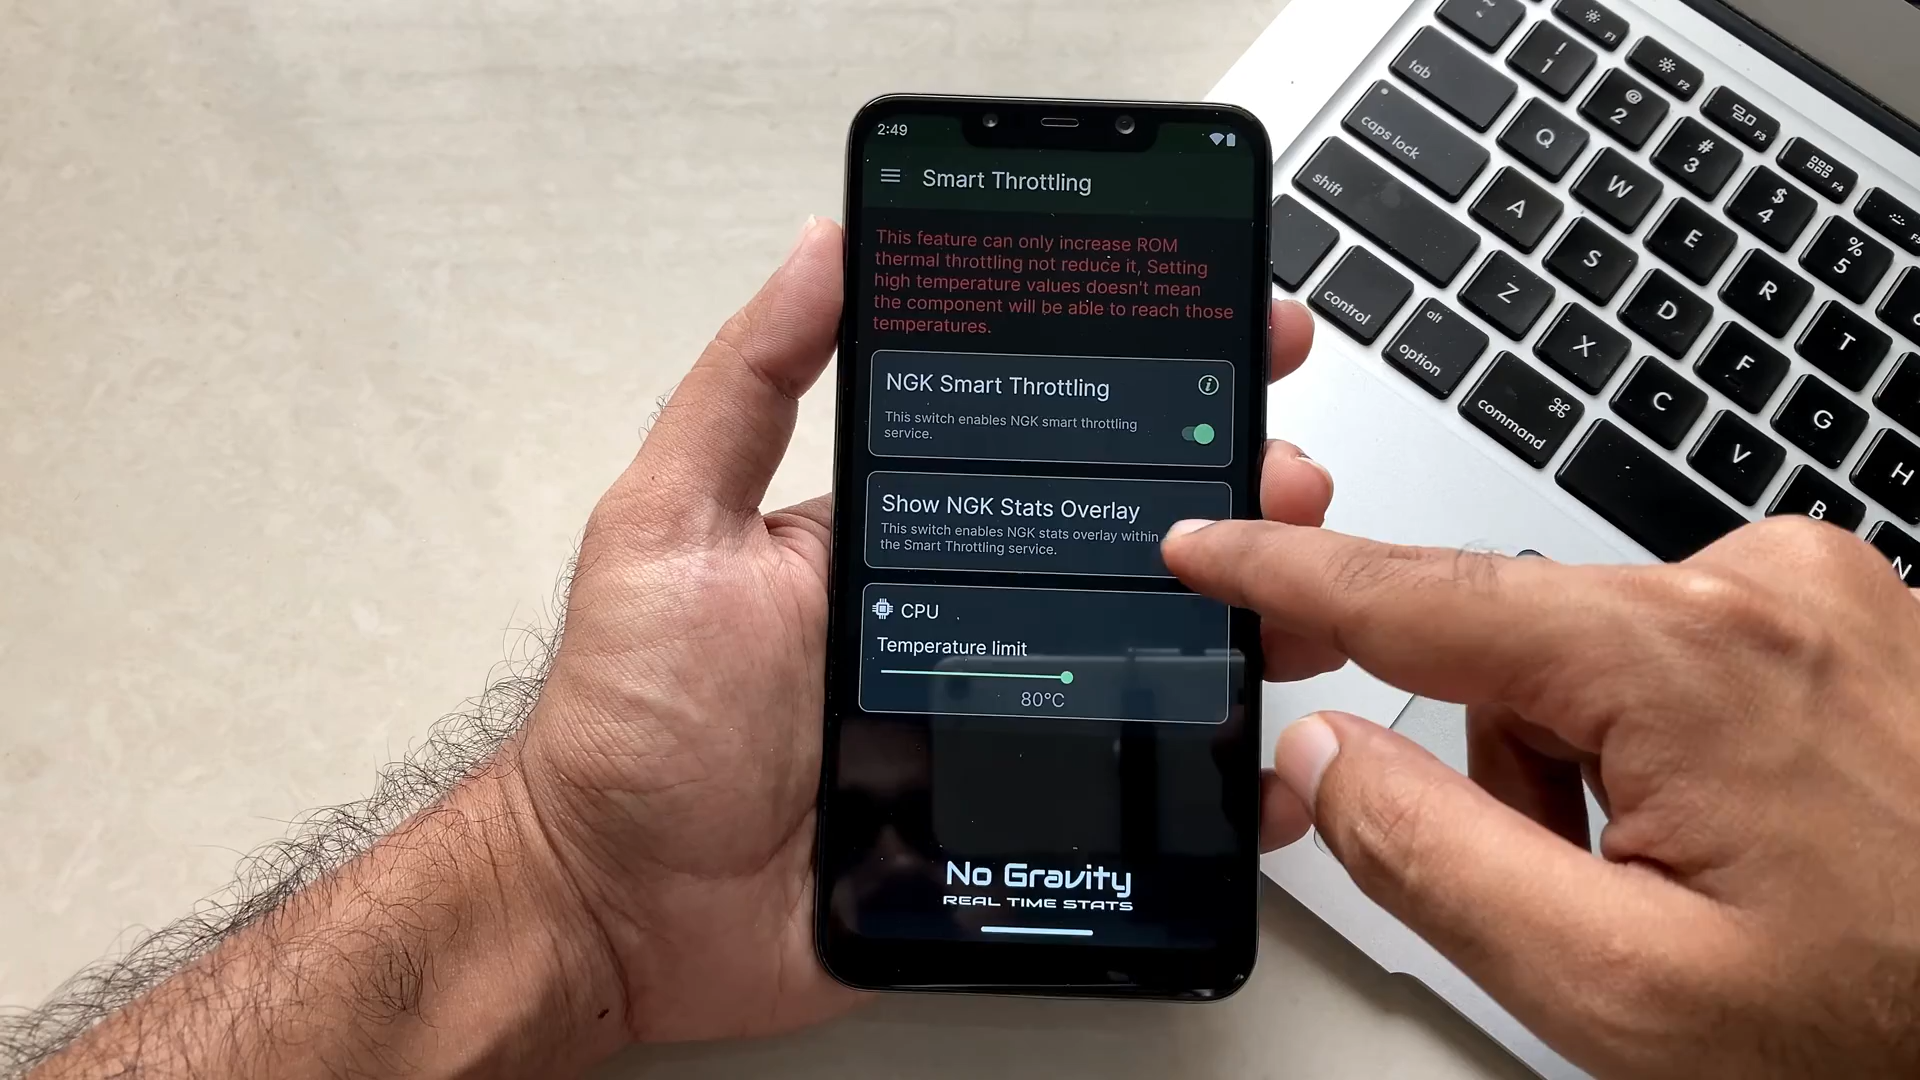 2:49
Smart Throttling
This feature can only increase ROM
thermal throttling not reduce it, Setting
high temperature values doesn't mean
the component will be able to reach those
temperatures.
NGK Smart Throttling
This switch enables NGK smart throttling
service.
Show NGK Stats Overlay
This switch enables NGK stats overlay within
the Smart Throttling service.
CPU
Temperature limit
80°C
No Gravity
REAL TIME STATS
~ F1 F2 F3 F4
tab ! 1 @ 2 # 3 $ 4 % 5
caps lock Q W E R T
shift A S D F G H
control Z X C V B N
alt
option
⌘
command